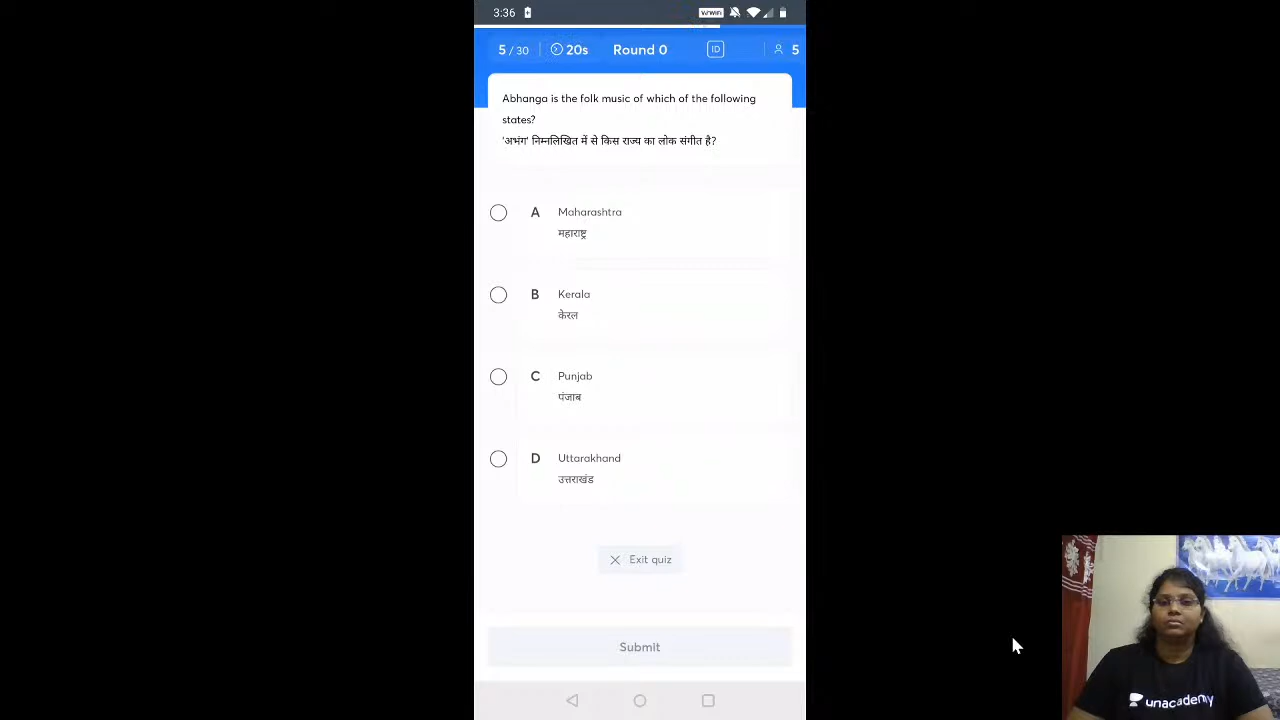 3:36
VoWiFi
5 / 30
20s
Round 0
ID
5
Abhanga is the folk music of which of the following
states?
'अभंग' निम्नलिखित में से किस राज्य का लोक संगीत है?
A Maharashtra
महाराष्ट्र
B Kerala
केरल
C Punjab
पंजाब
D Uttarakhand
उत्तराखंड
Exit quiz
Submit
unacademy